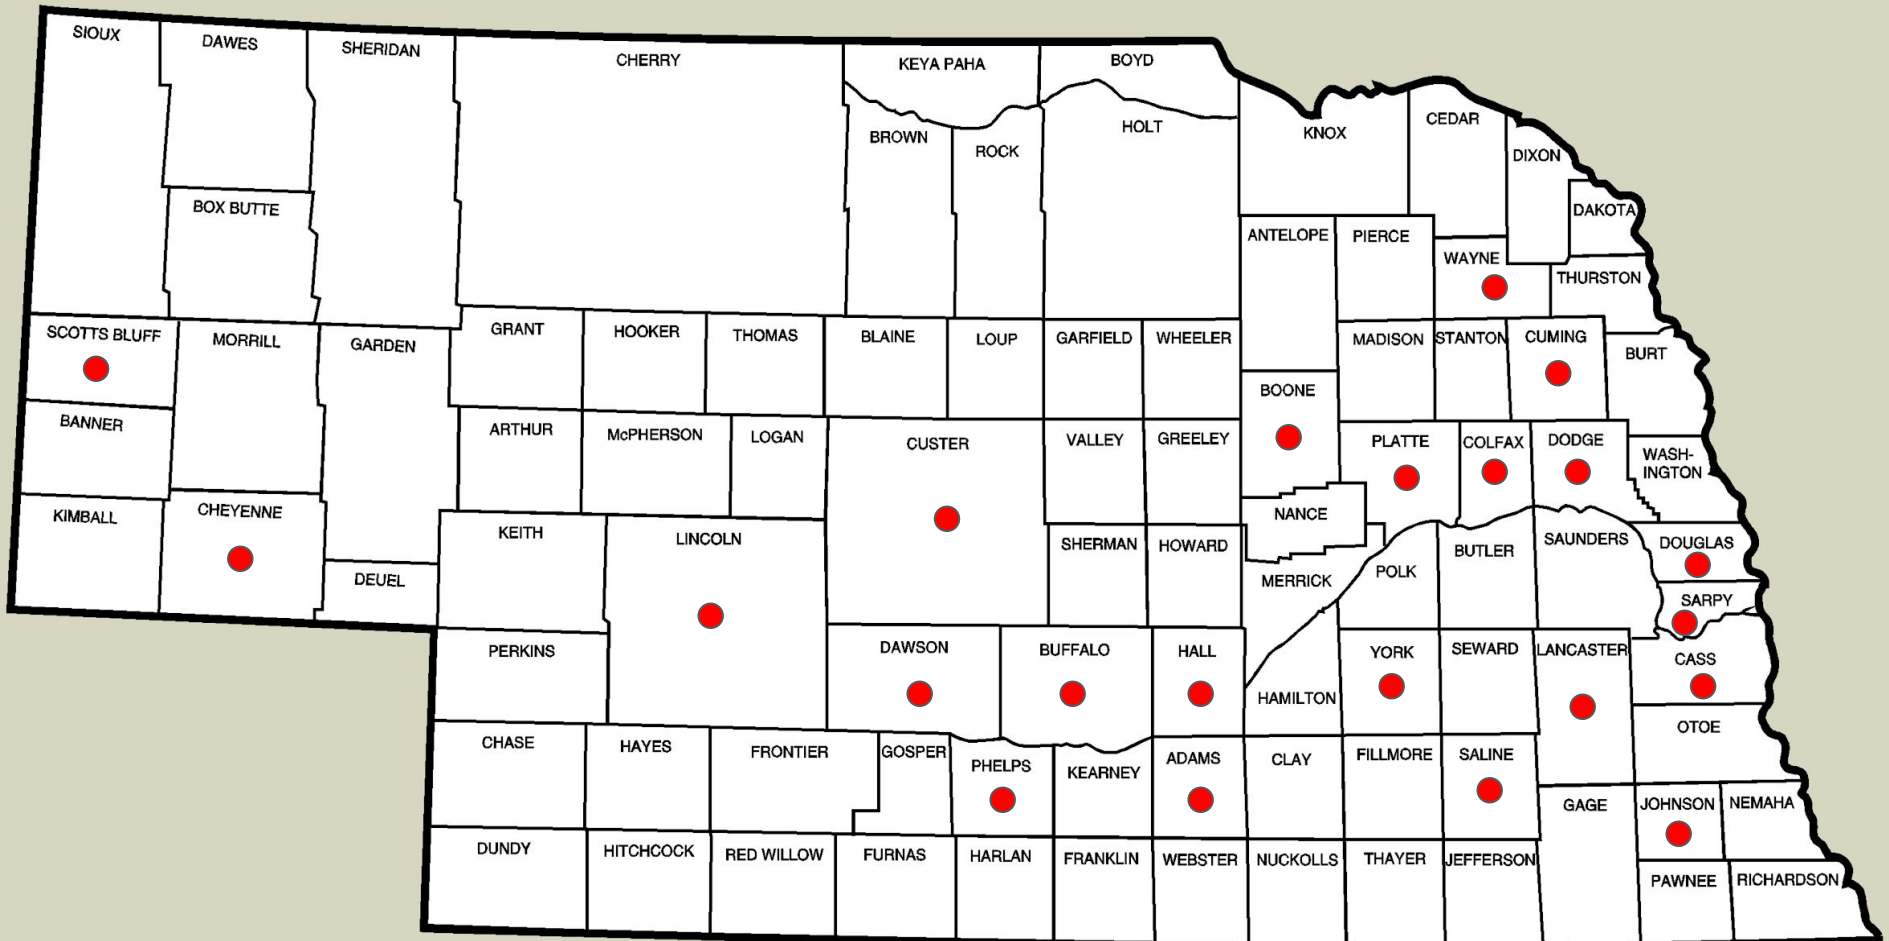 SIOUX
DAWES
SHERIDAN
CHERRY
KEYA PAHA
BOYD
BROWN
ROCK
HOLT
KNOX
CEDAR
DIXON
DAKOTA
BOX BUTTE
ANTELOPE
PIERCE
WAYNE
THURSTON
SCOTTS BLUFF
MORRILL
GARDEN
GRANT
HOOKER
THOMAS
BLAINE
LOUP
GARFIELD
WHEELER
MADISON
STANTON
CUMING
BURT
BOONE
BANNER
ARTHUR
McPHERSON
LOGAN
CUSTER
VALLEY
GREELEY
PLATTE
COLFAX
DODGE
WASH-
INGTON
KIMBALL
CHEYENNE
NANCE
KEITH
LINCOLN
SHERMAN
HOWARD
MERRICK
POLK
BUTLER
SAUNDERS
DOUGLAS
DEUEL
SARPY
PERKINS
DAWSON
BUFFALO
HALL
HAMILTON
YORK
SEWARD
LANCASTER
CASS
OTOE
CHASE
HAYES
FRONTIER
GOSPER
PHELPS
KEARNEY
ADAMS
CLAY
FILLMORE
SALINE
GAGE
JOHNSON
NEMAHA
DUNDY
HITCHCOCK
RED WILLOW
FURNAS
HARLAN
FRANKLIN
WEBSTER
NUCKOLLS
THAYER
JEFFERSON
PAWNEE
RICHARDSON